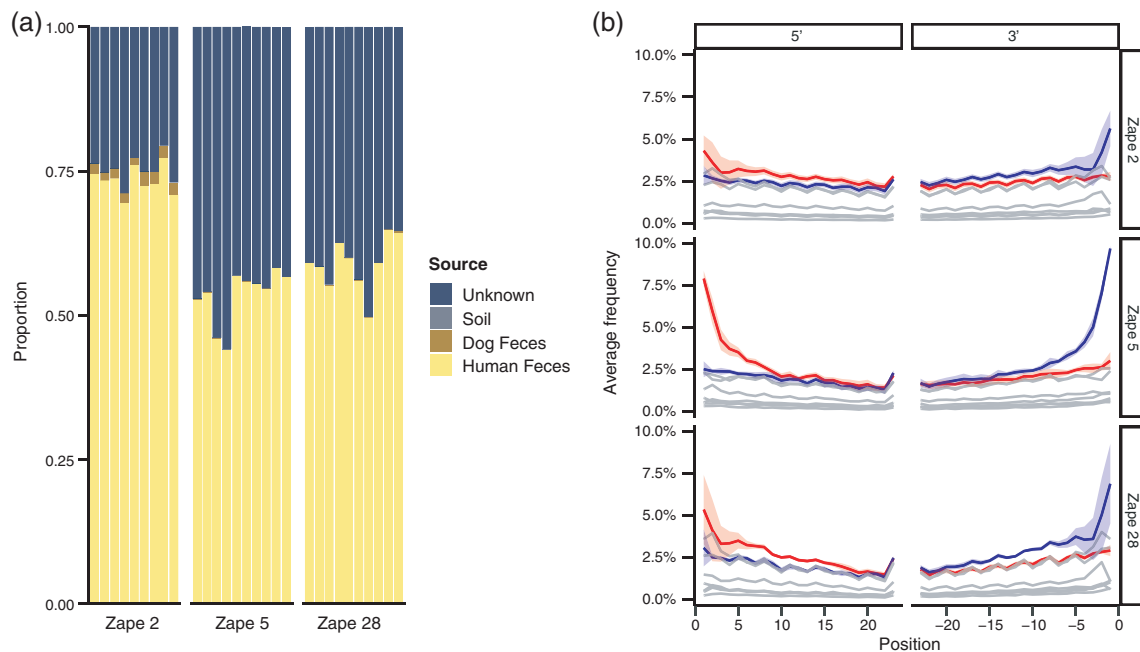 (a)
1.00
0.75
0.50
0.25
0.00
Proportion
Zape 2
Zape 5
Zape 28
Source
Unknown
Soil
Dog Feces
Human Feces
(b)
5’
3’
10.0%
7.5%
5.0%
2.5%
0.0%
Zape 2
10.0%
7.5%
5.0%
2.5%
0.0%
Zape 5
10.0%
7.5%
5.0%
2.5%
0.0%
Zape 28
Average frequency
0 5 10 15 20
−20 −15 −10 −5 0
Position